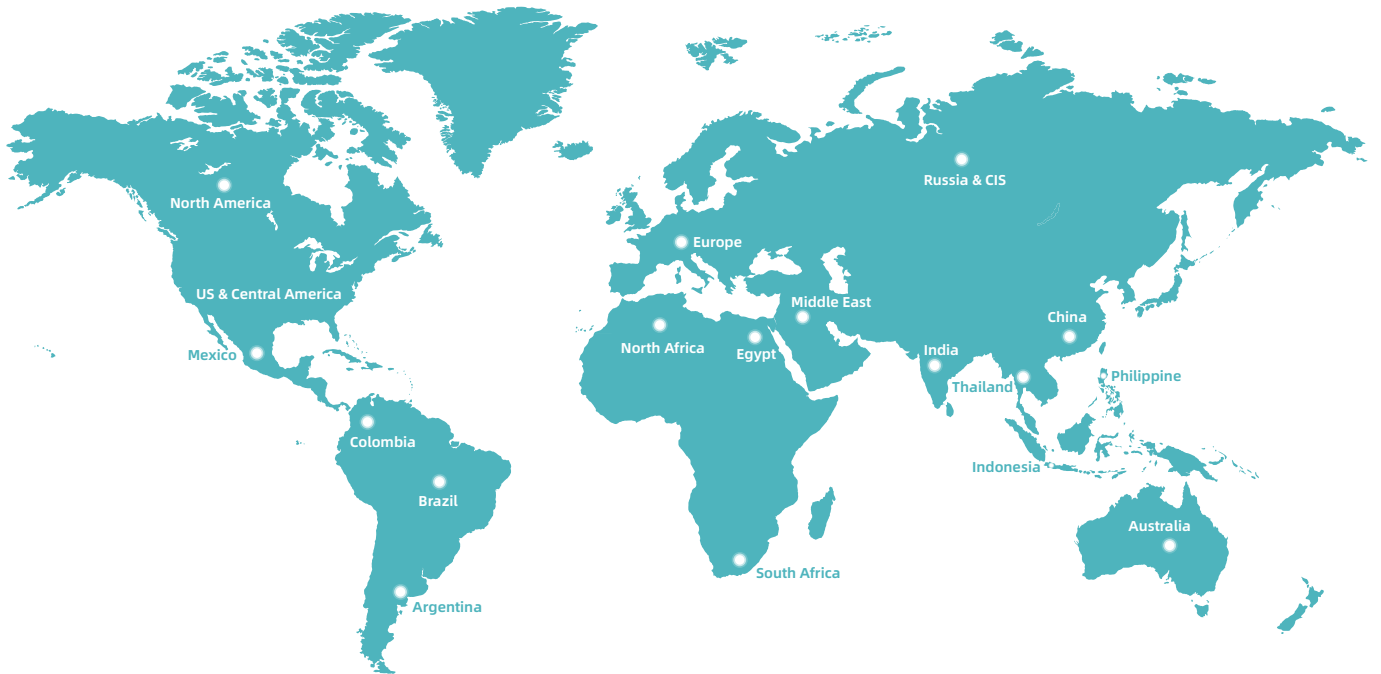 Russia & CIS
North America
Europe
US & Central America
Middle East
China
North Africa
Egypt
India
Mexico
Thailand
Philippine
Colombia
Indonesia
Brazil
Australia
South Africa
Argentina